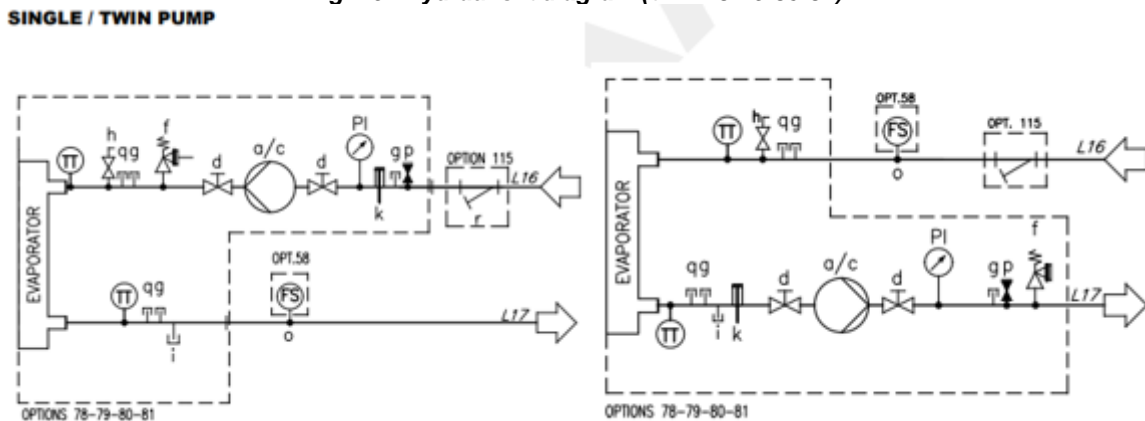 SINGLE / TWIN PUMP
OPT.58
FS
o
OPT. 115
L16
TT
h
qg
f
d
a/c
d
PI
gp
k
OPTION 115
r
L16
TT
h
qg
EVAPORATOR
EVAPORATOR
TT
qg
i
OPT.58
FS
o
L17
qg
i
k
TT
d
a/c
d
PI
gp
f
L17
OPTIONS 78-79-80-81
OPTIONS 78-79-80-81